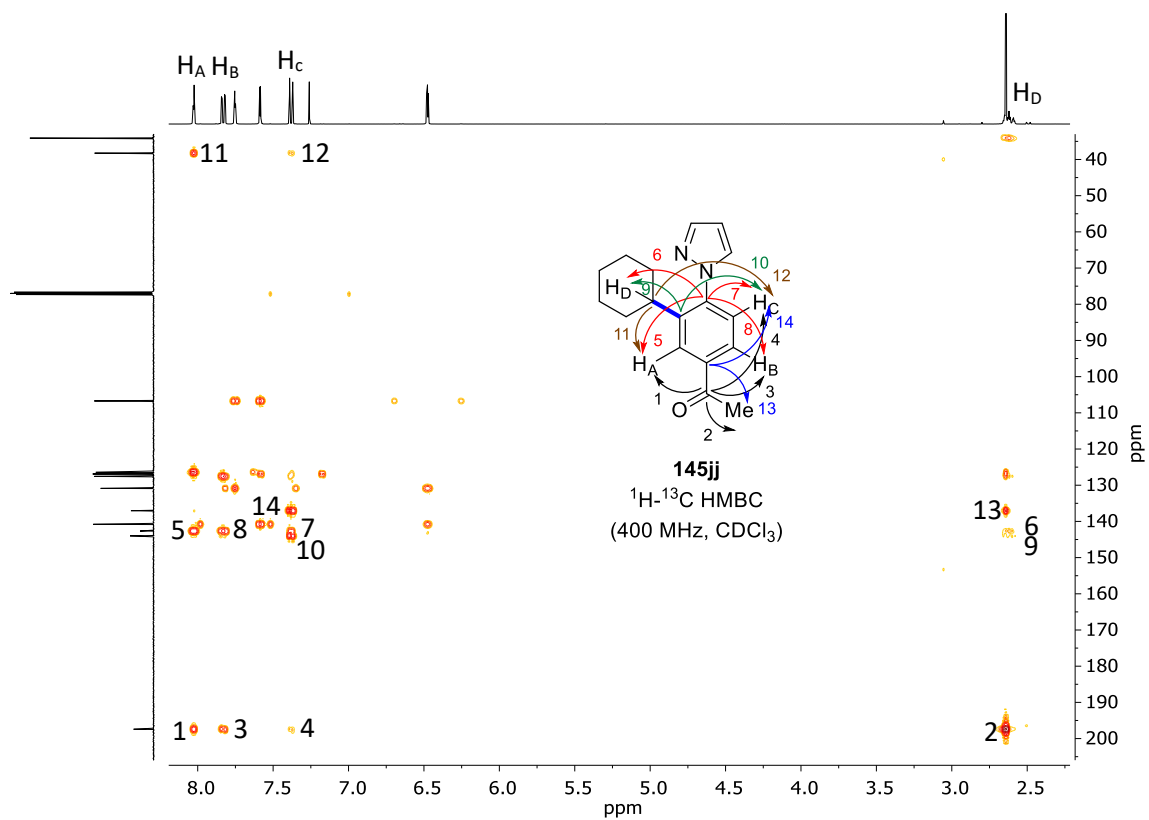 HA HB Hc HD
11 12
14
5 8 7 13 6
10 9
1 3 4 2
N
N
6 10 12
HD 9 7 HC
14
11 5 8 4
HA HB
1 3
O Me 13
2
145jj
1H-13C HMBC
(400 MHz, CDCl3)
40
50
60
70
80
90
100
110
120
130
140
150
160
170
180
190
200
ppm
8.0 7.5 7.0 6.5 6.0 5.5 5.0 4.5 4.0 3.5 3.0 2.5
ppm